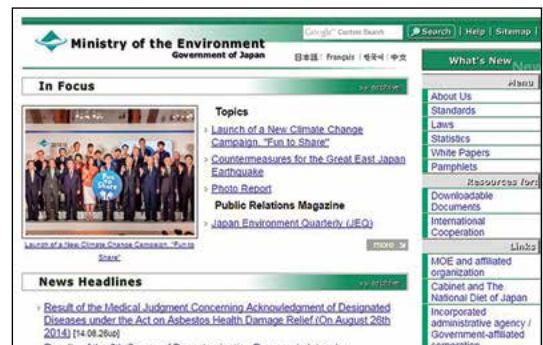 Google™ Custom Search
Search | Help | Sitemap |
Ministry of the Environment
Government of Japan
日本語 | Français | 한국어 | 中文
In Focus
>> archive
Fun to Share
Launch of a New Climate Change Campaign, "Fun to
Share"
Topics
Launch of a New Climate Change
Campaign, "Fun to Share"
Countermeasures for the Great East Japan
Earthquake
Photo Report
Public Relations Magazine
Japan Environment Quarterly (JEQ)
more
News Headlines
>> archive
Result of the Medical Judgment Concerning Acknowledgment of Designated
Diseases under the Act on Asbestos Health Damage Relief (On August 26th
2014) [14.08.26up]
What's New
New
Menu
About Us
Standards
Laws
Statistics
White Papers
Pamphlets
Resources for:
Downloadable
Documents
International
Cooperation
Links
MOE and affiliated
organization
Cabinet and The
National Diet of Japan
Incorporated
administrative agency /
Government-affiliated
corporation